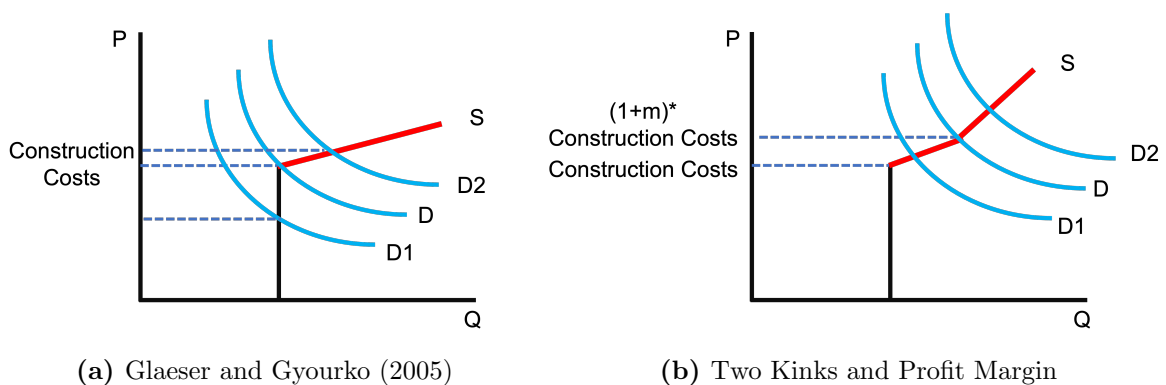 P
Construction
Costs
S
D2
D
D1
Q
(a) Glaeser and Gyourko (2005)
P
(1+m)*
Construction Costs
Construction Costs
S
D2
D
D1
Q
(b) Two Kinks and Profit Margin